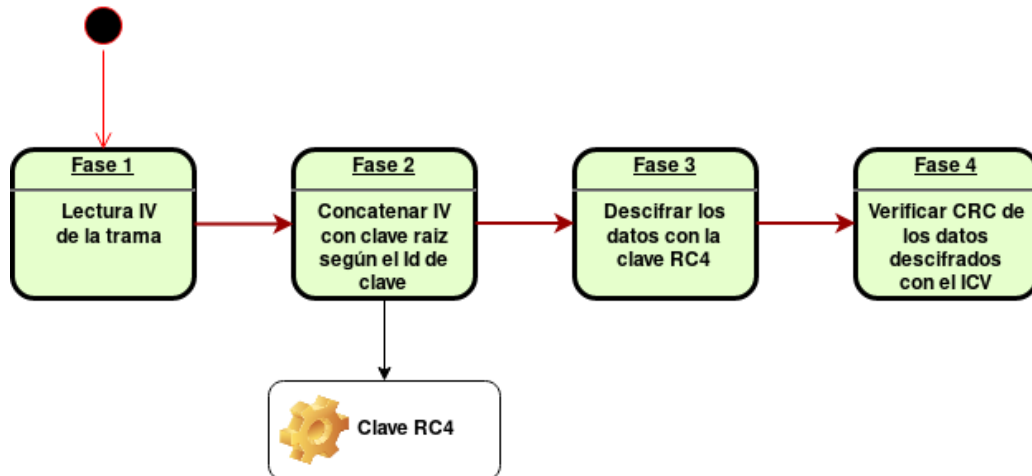 Fase 1
Lectura IV
de la trama
Fase 2
Concatenar IV
con clave raiz
según el Id de
clave
Fase 3
Descifrar los
datos con la
clave RC4
Fase 4
Verificar CRC de
los datos
descifrados
con el ICV
Clave RC4